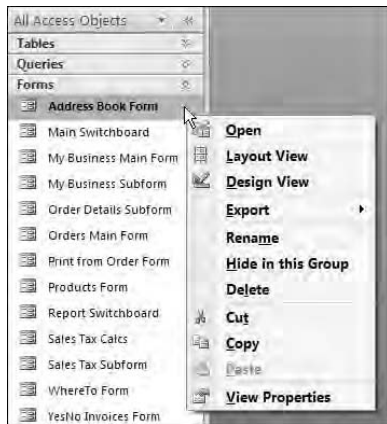 All Access Objects
Tables
Queries
Forms
Address Book Form
Main Switchboard
My Business Main Form
My Business Subform
Order Details Subform
Orders Main Form
Print from Order Form
Products Form
Report Switchboard
Sales Tax Calcs
Sales Tax Subform
WhereTo Form
YesNo Invoices Form
Open
Layout View
Design View
Export
Rename
Hide in this Group
Delete
Cut
Copy
Paste
View Properties